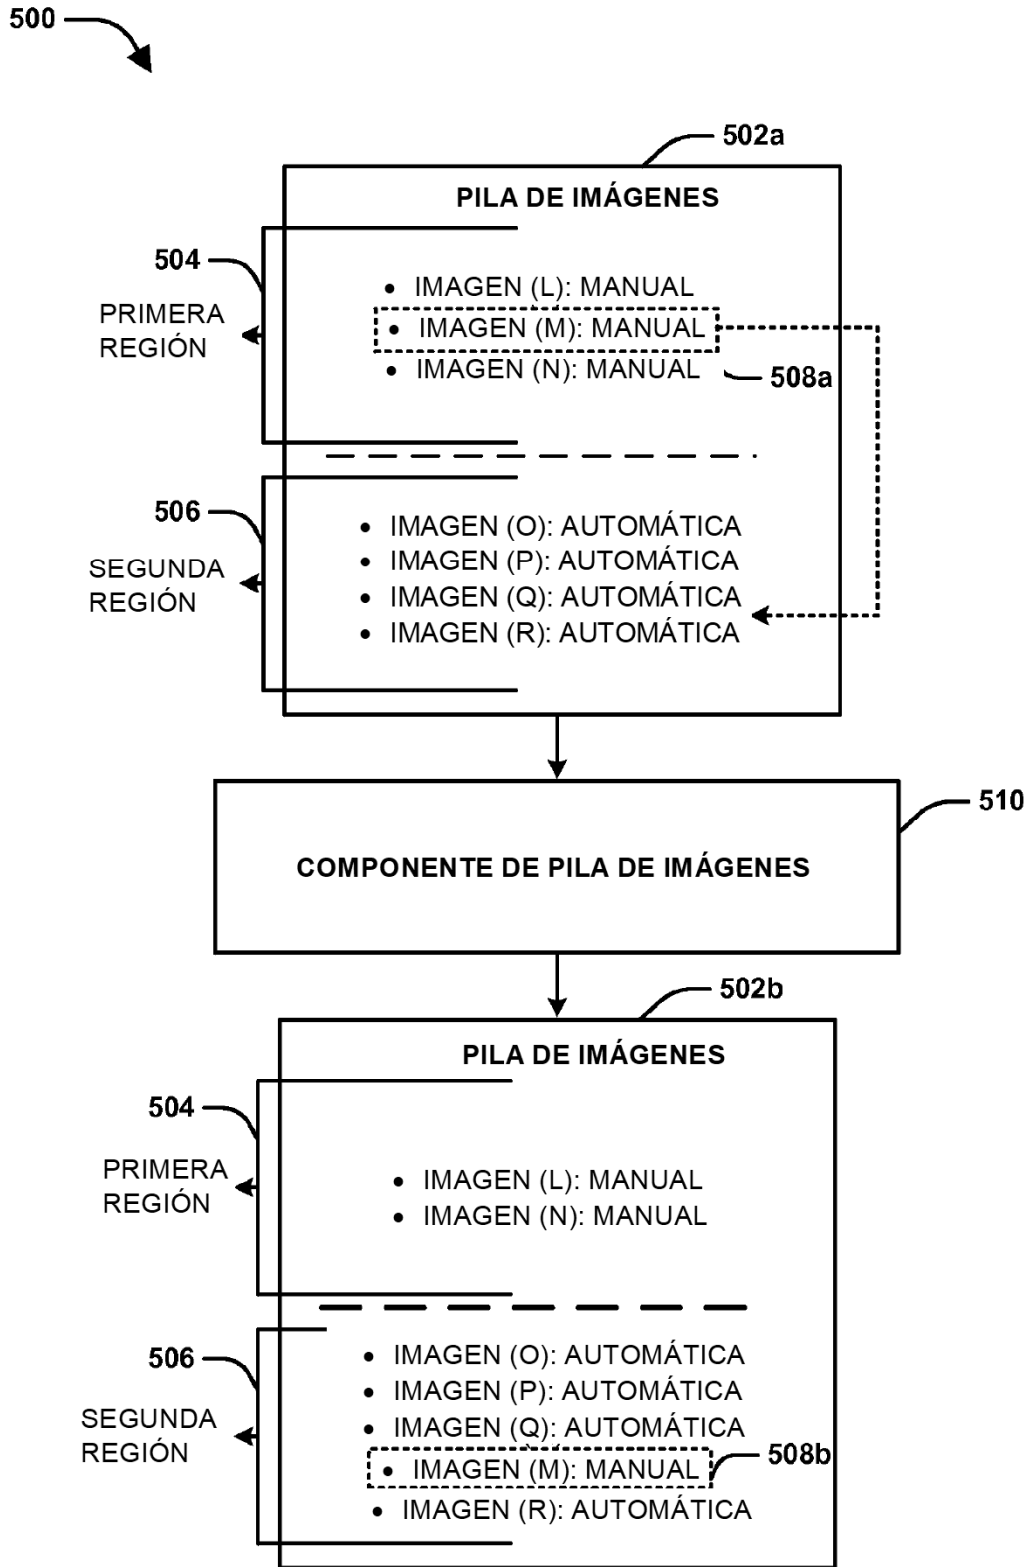 500
502a
PILA DE IMÁGENES
504
PRIMERA
REGIÓN
• IMAGEN (L): MANUAL
• IMAGEN (M): MANUAL
• IMAGEN (N): MANUAL
508a
506
SEGUNDA
REGIÓN
• IMAGEN (O): AUTOMÁTICA
• IMAGEN (P): AUTOMÁTICA
• IMAGEN (Q): AUTOMÁTICA
• IMAGEN (R): AUTOMÁTICA
510
COMPONENTE DE PILA DE IMÁGENES
502b
PILA DE IMÁGENES
504
PRIMERA
REGIÓN
• IMAGEN (L): MANUAL
• IMAGEN (N): MANUAL
506
SEGUNDA
REGIÓN
• IMAGEN (O): AUTOMÁTICA
• IMAGEN (P): AUTOMÁTICA
• IMAGEN (Q): AUTOMÁTICA
• IMAGEN (M): MANUAL
508b
• IMAGEN (R): AUTOMÁTICA